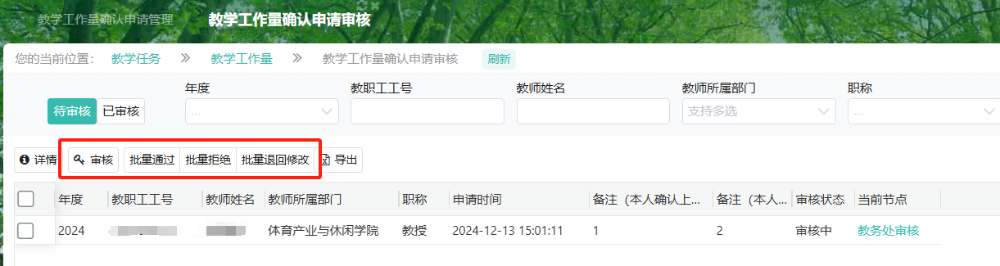 教学工作量确认申请管理 教学工作量确认申请审核
您的当前位置： 教学任务 教学工作量 教学工作量确认申请审核 刷新
年度 教职工工号 教师姓名 教师所属部门 职称
待审核 已审核 ... 支持多选 ...
详情 审核 批量通过 批量拒绝 批量退回修改 导出
年度 教职工工号 教师姓名 教师所属部门 职称 申请时间 备注（本人确认上... 备注（本人... 审核状态 当前节点
2024 体育产业与休闲学院 教授 2024-12-13 15:01:11 1 2 审核中 教务处审核